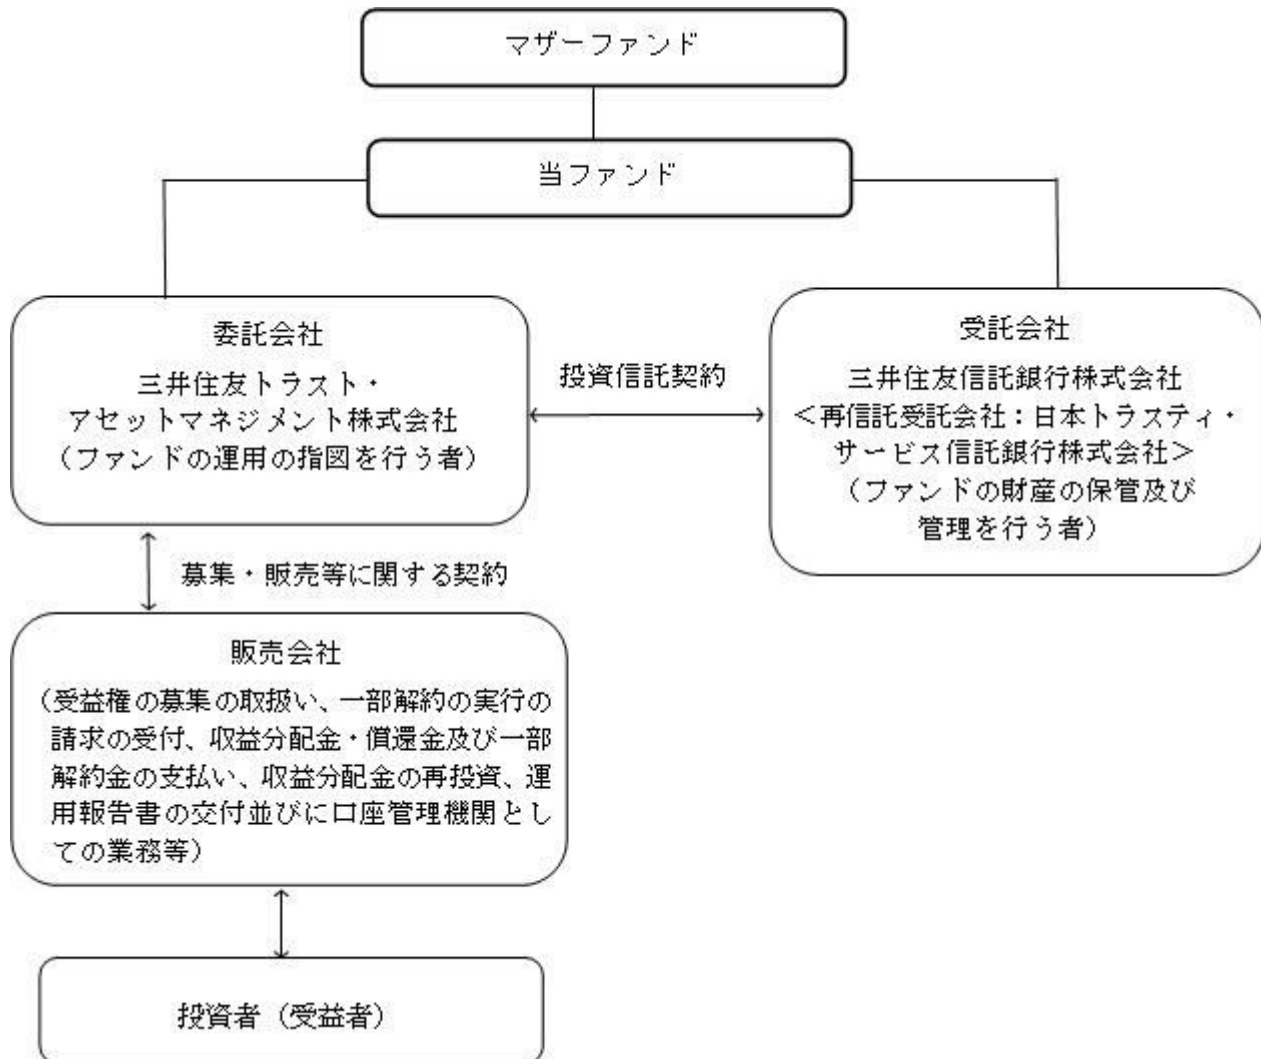 マザーファンド
当ファンド
委託会社
三井住友トラスト・
アセットマネジメント株式会社
（ファンドの運用の指図を行う者）
投資信託契約
受託会社
三井住友信託銀行株式会社
＜再信託受託会社：日本トラスティ・
サービス信託銀行株式会社＞
（ファンドの財産の保管及び
管理を行う者）
募集・販売等に関する契約
販売会社
（受益権の募集の取扱い、一部解約の実行の
請求の受付、収益分配金・償還金及び一部
解約金の支払い、収益分配金の再投資、運
用報告書の交付並びに口座管理機関とし
ての業務等）
投資者（受益者）